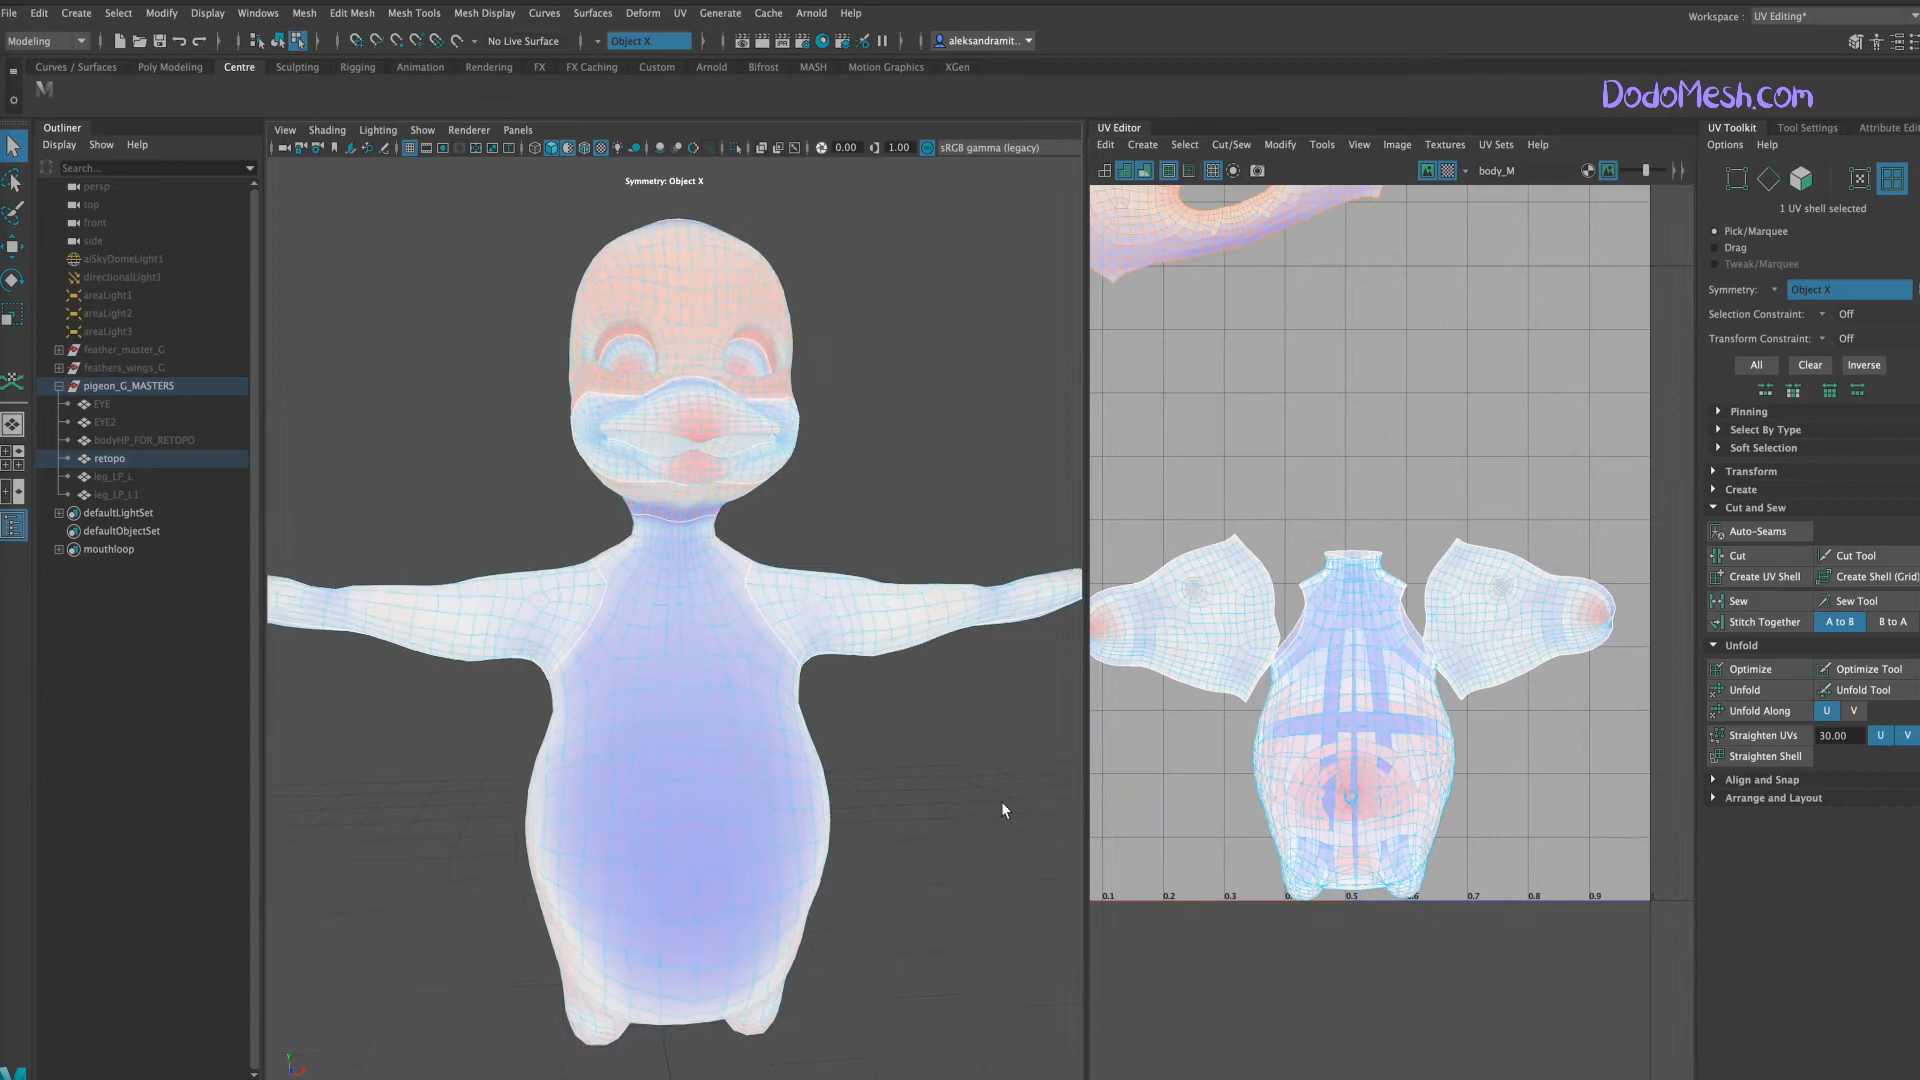 File Edit Create Select Modify Display Windows Mesh Edit Mesh Mesh Tools Mesh Display Curves Surfaces Deform UV Generate Cache Arnold Help
Workspace : UV Editing*
Modeling No Live Surface Object X aleksandramit..
Curves / Surfaces Poly Modeling Centre Sculpting Rigging Animation Rendering FX FX Caching Custom Arnold Bifrost MASH Motion Graphics XGen
DodoMesh.com
Outliner
Display Show Help
Search...
persp
top
front
side
aiSkyDomeLight1
directionalLight1
areaLight1
areaLight2
areaLight3
feather_master_G
feathers_wings_G
pigeon_G_MASTERS
EYE
EYE2
bodyHP_FOR_RETOPO
retopo
leg_LP_L
leg_LP_L1
defaultLightSet
defaultObjectSet
mouthloop
View Shading Lighting Show Renderer Panels
0.00 1.00 sRGB gamma (legacy)
Symmetry: Object X
y
UV Editor
Edit Create Select Cut/Sew Modify Tools View Image Textures UV Sets Help
body_M
0.1 0.2 0.3 0.5 0.7 0.8 0.9
UV Toolkit Tool Settings Attribute Edit
Options Help
1 UV shell selected
Pick/Marquee
Drag
Tweak/Marquee
Symmetry: Object X
Selection Constraint: Off
Transform Constraint: Off
All Clear Inverse
Pinning
Select By Type
Soft Selection
Transform
Create
Cut and Sew
Auto-Seams
Cut Cut Tool
Create UV Shell Create Shell (Grid)
Sew Sew Tool
Stitch Together A to B B to A
Unfold
Optimize Optimize Tool
Unfold Unfold Tool
Unfold Along U V
Straighten UVs 30.00 U V
Straighten Shell
Align and Snap
Arrange and Layout